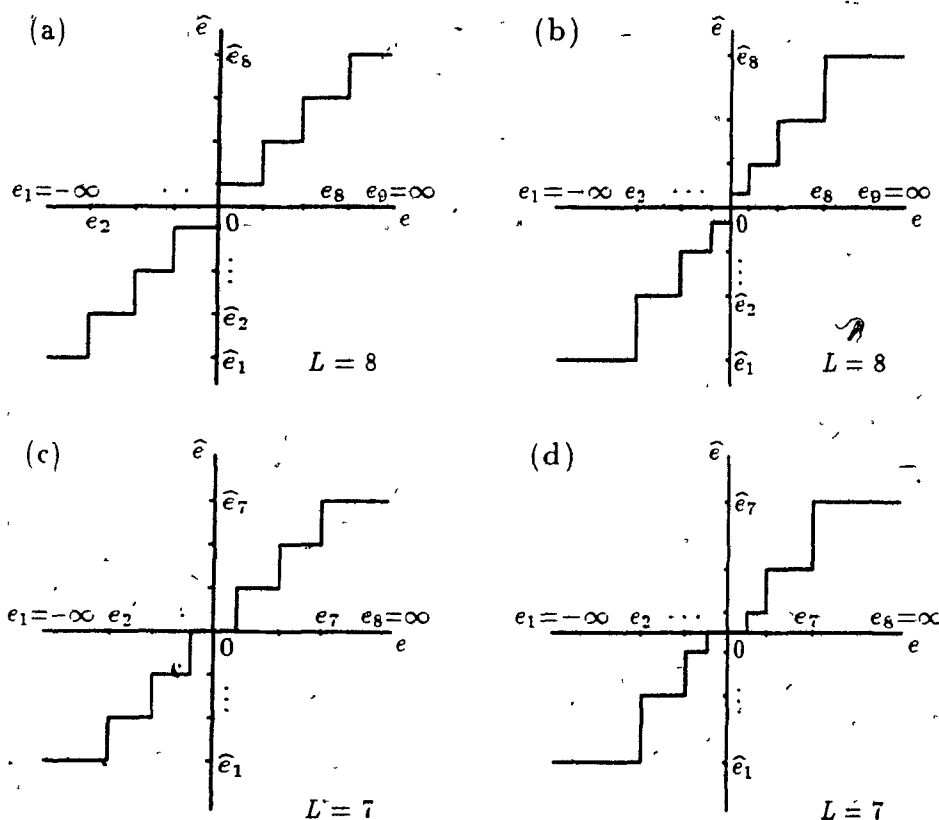 (a)
ê
ê₈
e₁=−∞ ·· e₈ e₉=∞
e₂ 0 e
⋮
ê₂
ê₁
L = 8
(b)
ê
ê₈
e₁=−∞ e₂ ··· e₈ e₉=∞
0 e
⋮
ê₂
ê₁
L = 8
(c)
ê
ê₇
e₁=−∞ e₂ e₇ e₈=∞
0 e
⋮
ê₁
L = 7
(d)
ê
ê₇
e₁=−∞ e₂ ··· e₇ e₈=∞
0 e
⋮
ê₁
L = 7